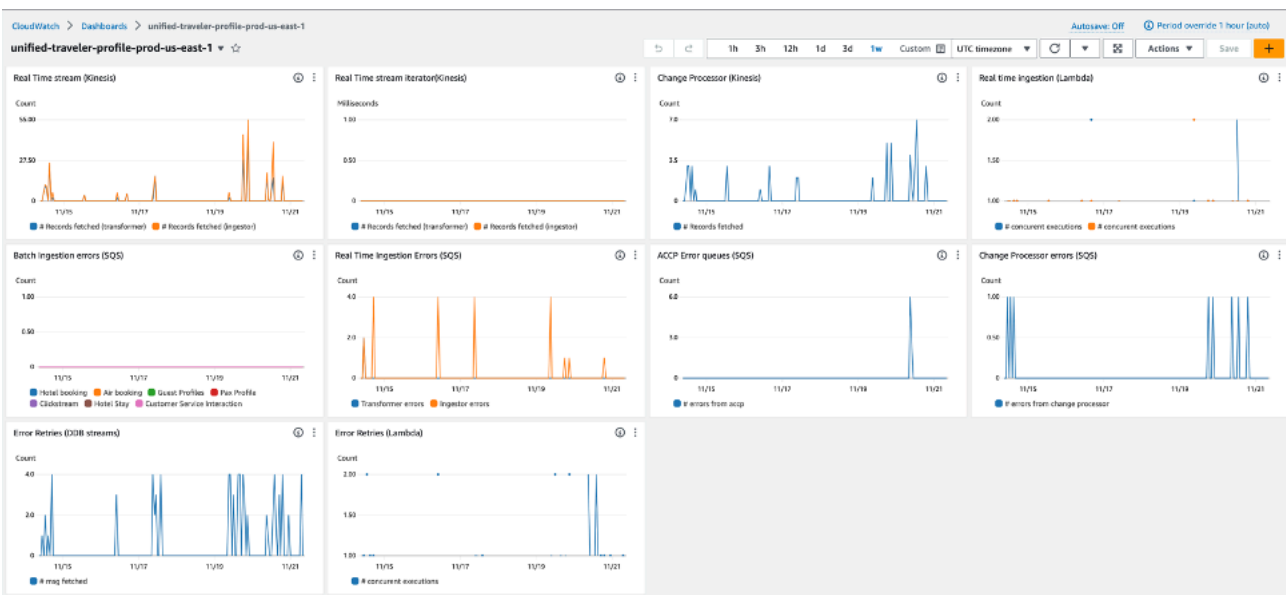 CloudWatch > Dashboards > unified-traveler-profile-prod-us-east-1
Autosave: Off Period override 1 hour (auto)
unified-traveler-profile-prod-us-east-1
1h 3h 12h 1d 3d 1w Custom UTC timezone Actions Save +
Real Time stream (Kinesis)
Count
55.00
27.50
0
11/15 11/17 11/19 11/21
# Records fetched (transformer) # Records fetched (ingestor)
Real Time stream iterator(Kinesis)
Milliseconds
1.00
0.50
0
11/15 11/17 11/19 11/21
# Records fetched (transformer) # Records fetched (ingestor)
Change Processor (Kinesis)
Count
7.0
3.5
0
11/15 11/17 11/19 11/21
# Records fetched
Real time ingestion (Lambda)
Count
2.00
1.50
1.00
11/15 11/17 11/19 11/21
# concurent executions # concurent executions
Batch Ingestion errors (SQS)
Count
1.00
0.50
0
11/15 11/17 11/19 11/21
Hotel booking Air booking Guest Profiles Pax Profile
Clickstream Hotel Stay Customer Service Interaction
Real Time Ingestion Errors (SQS)
Count
4.0
2.0
0
11/15 11/17 11/19 11/21
Transformer errors Ingestor errors
ACCP Error queues (SQS)
Count
6.0
3.0
0
11/15 11/17 11/19 11/21
# errors from accp
Change Processor errors (SQS)
Count
1.00
0.50
0
11/15 11/17 11/19 11/21
# errors from change processor
Error Retries (DDB streams)
Count
4.0
2.0
0
11/15 11/17 11/19 11/21
# msg fetched
Error Retries (Lambda)
Count
2.00
1.50
1.00
11/15 11/17 11/19 11/21
# concurent executions